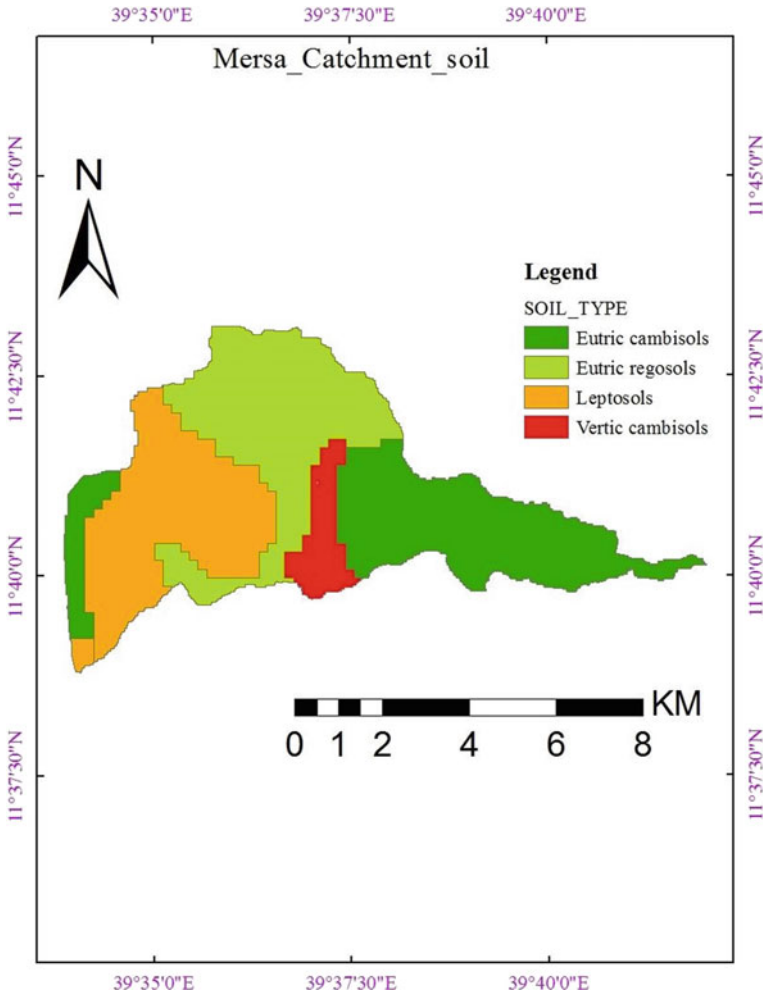 39°35'0"E 39°37'30"E 39°40'0"E
Mersa_Catchment_soil
N
11°45'0"N
11°45'0"N
Legend
SOIL_TYPE
Eutric cambisols
Eutric regosols
Leptosols
Vertic cambisols
11°42'30"N
11°42'30"N
11°40'0"N
11°40'0"N
KM
0 1 2 4 6 8
11°37'30"N
11°37'30"N
39°35'0"E 39°37'30"E 39°40'0"E